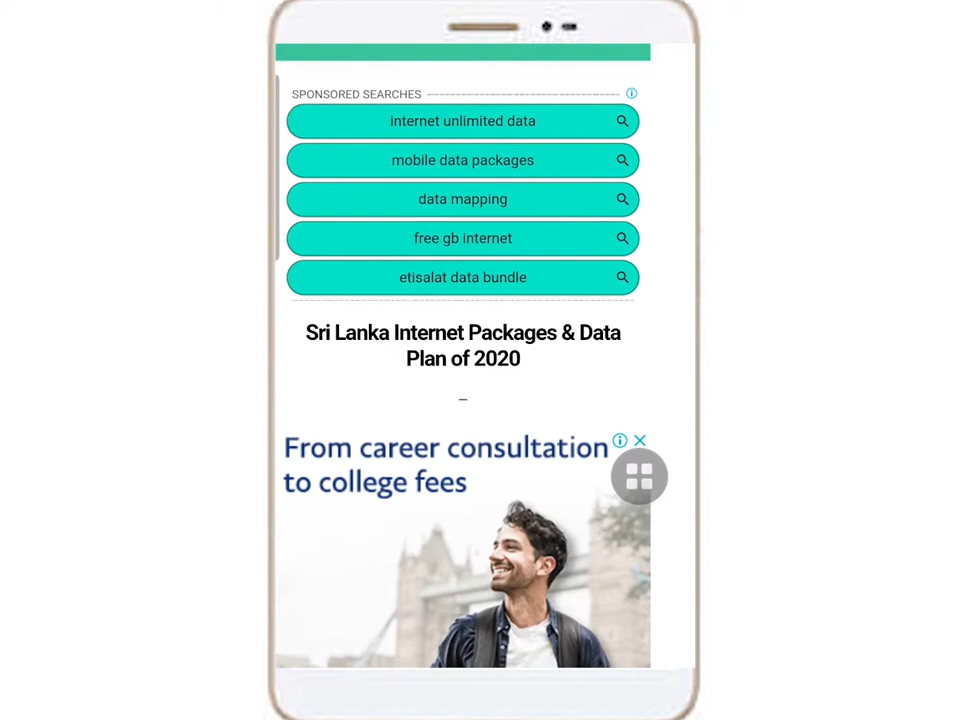 SPONSORED SEARCHES
internet unlimited data
mobile data packages
data mapping
free gb internet
etisalat data bundle
Sri Lanka Internet Packages & Data
Plan of 2020
–
From career consultation
to college fees